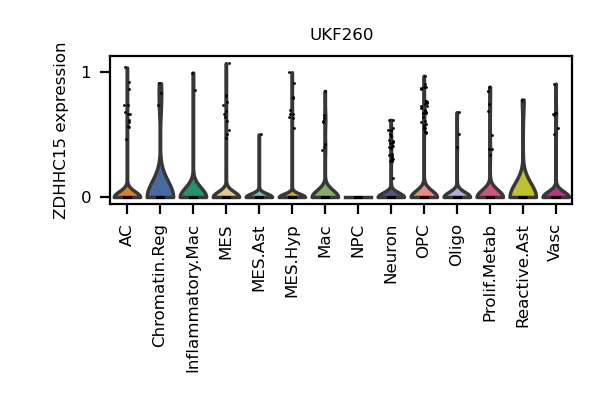 UKF260
ZDHHC15 expression
1
0
AC
Chromatin.Reg
Inflammatory.Mac
MES
MES.Ast
MES.Hyp
Mac
NPC
Neuron
OPC
Oligo
Prolif.Metab
Reactive.Ast
Vasc